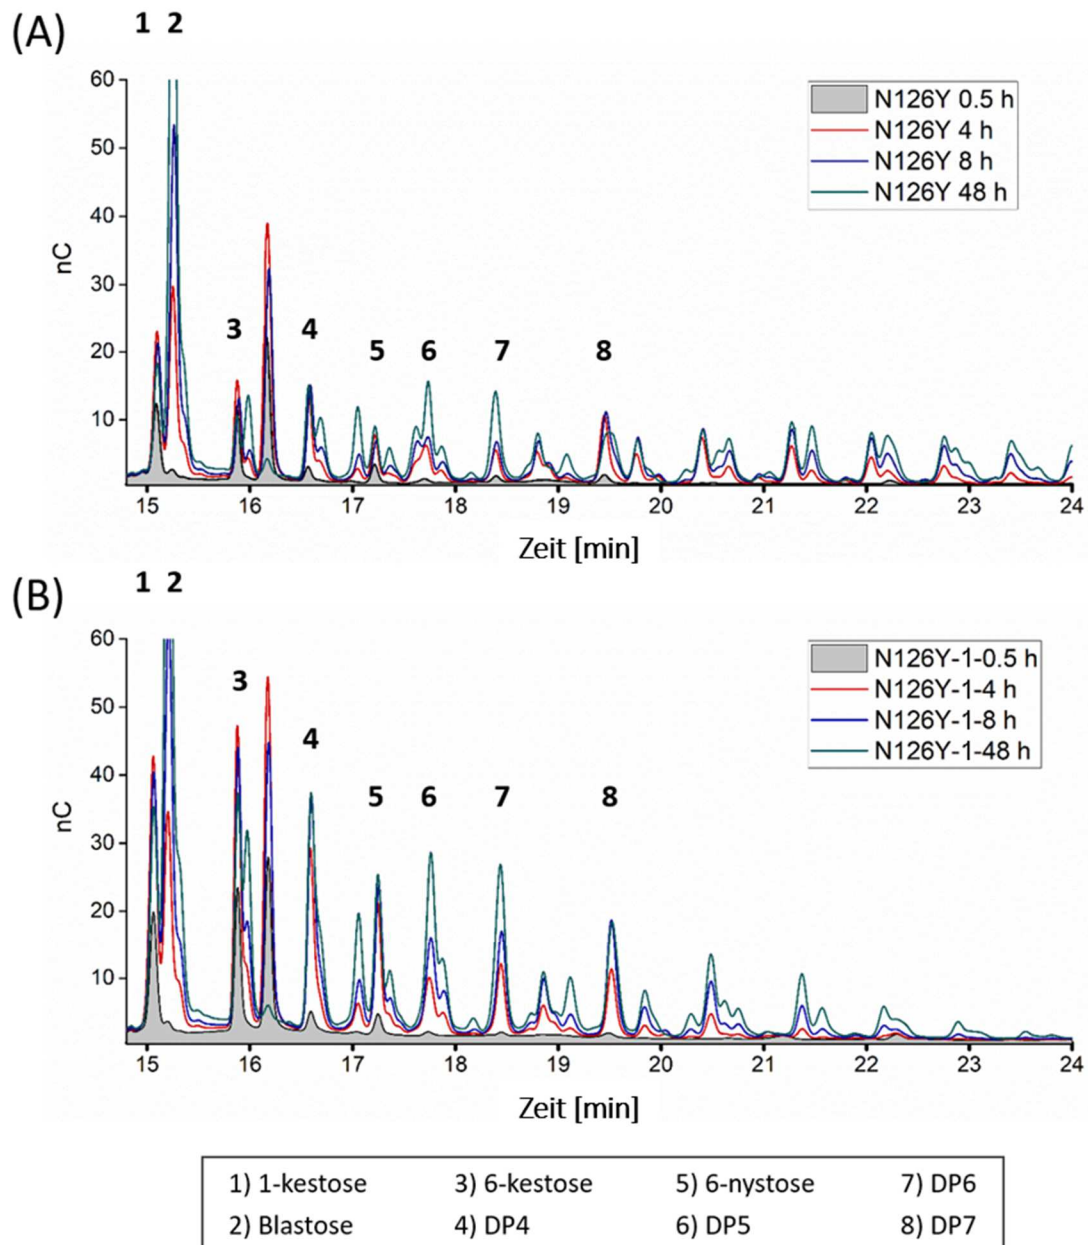 (A)
1 2
60
50
40
30
20
10
nC
3
4
5
6
7
8
N126Y 0.5 h
N126Y 4 h
N126Y 8 h
N126Y 48 h
15 16 17 18 19 20 21 22 23 24
Zeit [min]
(B)
1 2
60
50
40
30
20
10
nC
3
4
5
6
7
8
N126Y-1-0.5 h
N126Y-1-4 h
N126Y-1-8 h
N126Y-1-48 h
15 16 17 18 19 20 21 22 23 24
Zeit [min]
1) 1-kestose 3) 6-kestose 5) 6-nystose 7) DP6
2) Blastose 4) DP4 6) DP5 8) DP7